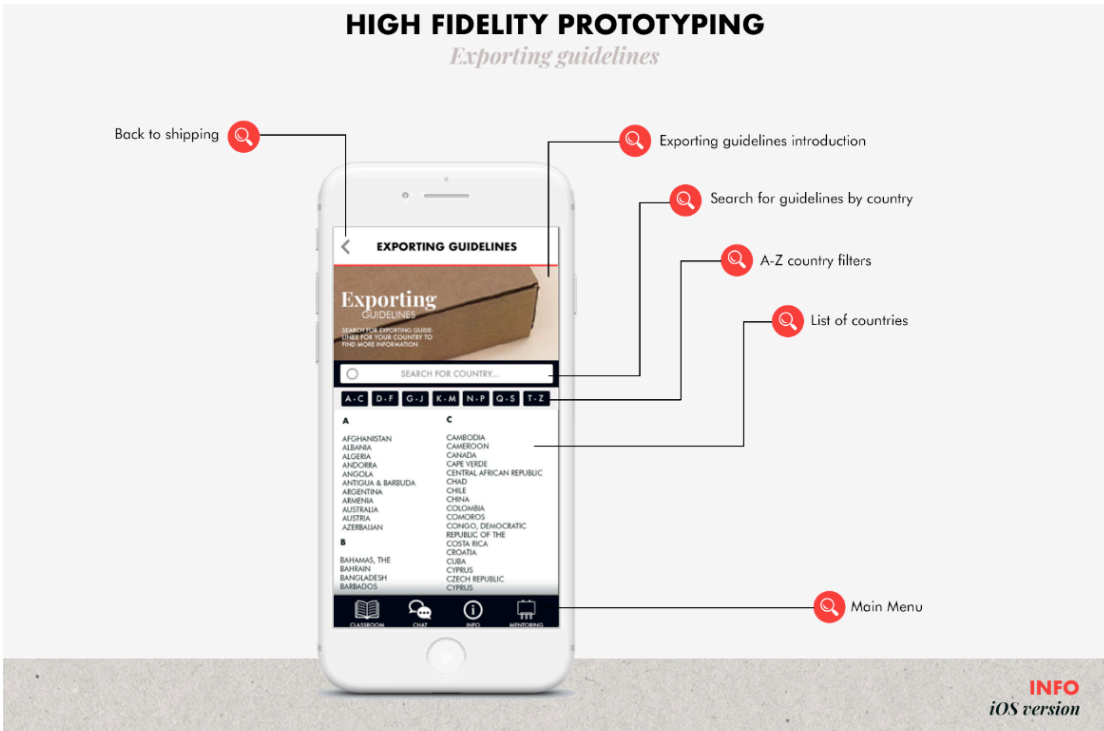 HIGH FIDELITY PROTOTYPING
Exporting guidelines
Back to shipping
Exporting guidelines introduction
Search for guidelines by country
A-Z country filters
List of countries
Main Menu
EXPORTING GUIDELINES
Exporting
GUIDELINES
SEARCH FOR EXPORTING GUIDE-
LINES FOR YOUR COUNTRY TO
FIND MORE INFORMATION
SEARCH FOR COUNTRY...
A-C D-F G-J K-M N-P Q-S T-Z
A
AFGHANISTAN
ALBANIA
ALGERIA
ANDORRA
ANGOLA
ANTIGUA & BARBUDA
ARGENTINA
ARMENIA
AUSTRALIA
AUSTRIA
AZERBAIJAN
B
BAHAMAS, THE
BAHRAIN
BANGLADESH
BARBADOS
C
CAMBODIA
CAMEROON
CANADA
CAPE VERDE
CENTRAL AFRICAN REPUBLIC
CHAD
CHILE
CHINA
COLOMBIA
COMOROS
CONGO, DEMOCRATIC
REPUBLIC OF THE
COSTA RICA
CROATIA
CUBA
CYPRUS
CZECH REPUBLIC
CYPRUS
CLASSROOM CHAT INFO MENTORING
INFO
iOS version